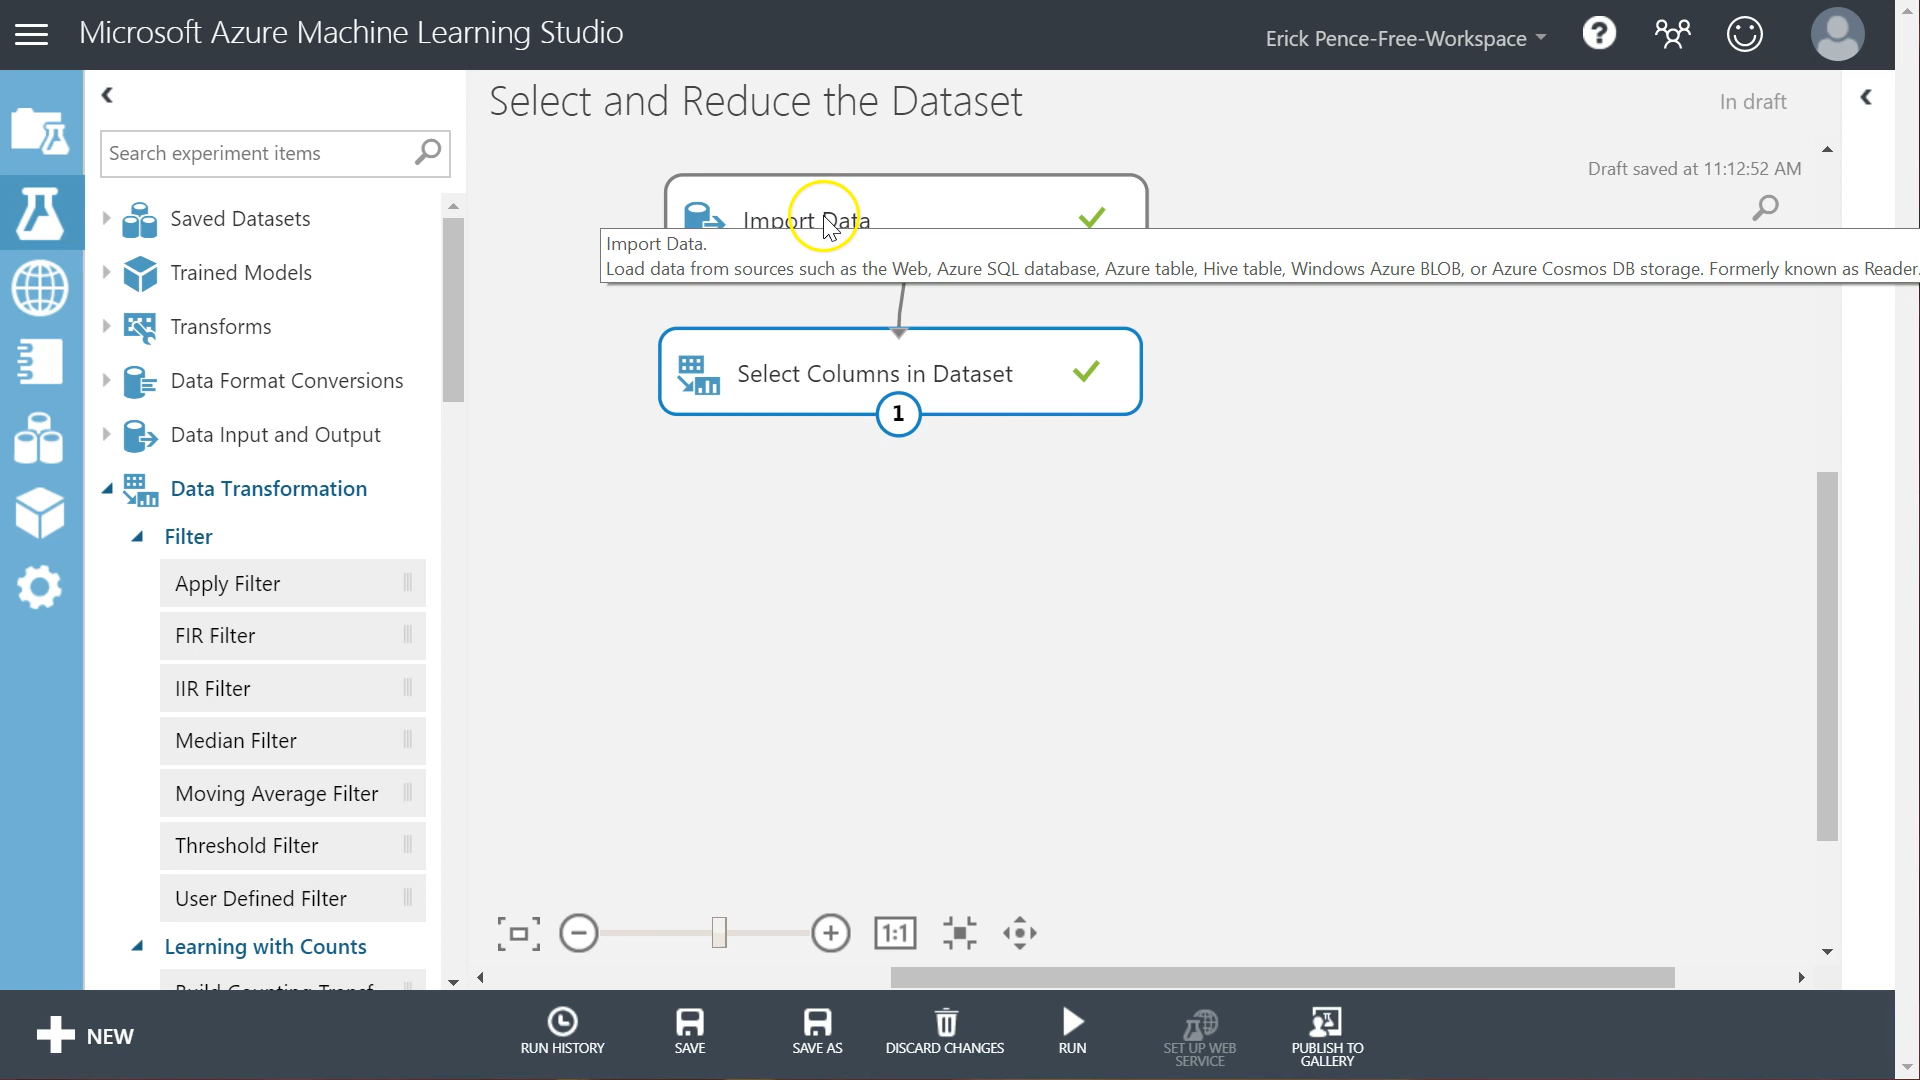 Microsoft Azure Machine Learning Studio
Erick Pence-Free-Workspace
?
Select and Reduce the Dataset
In draft
Draft saved at 11:12:52 AM
Search experiment items
Saved Datasets
Trained Models
Transforms
Data Format Conversions
Data Input and Output
Data Transformation
Filter
Apply Filter
FIR Filter
IIR Filter
Median Filter
Moving Average Filter
Threshold Filter
User Defined Filter
Learning with Counts
Build Counting Transf
Import Data
Import Data.
Load data from sources such as the Web, Azure SQL database, Azure table, Hive table, Windows Azure BLOB, or Azure Cosmos DB storage. Formerly known as Reader.
Select Columns in Dataset
1
1:1
NEW
RUN HISTORY
SAVE
SAVE AS
DISCARD CHANGES
RUN
SET UP WEB
SERVICE
PUBLISH TO
GALLERY